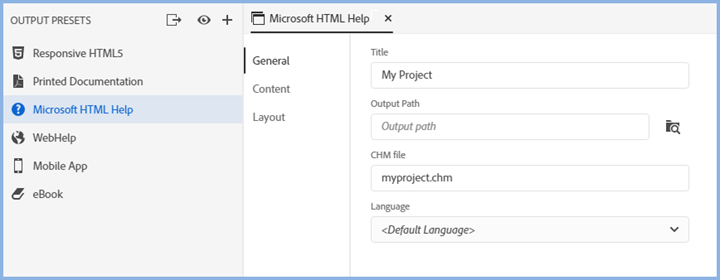 OUTPUT PRESETS
Responsive HTML5
Printed Documentation
Microsoft HTML Help
WebHelp
Mobile App
eBook
Microsoft HTML Help
General
Content
Layout
Title
My Project
Output Path
Output path
CHM file
myproject.chm
Language
<Default Language>